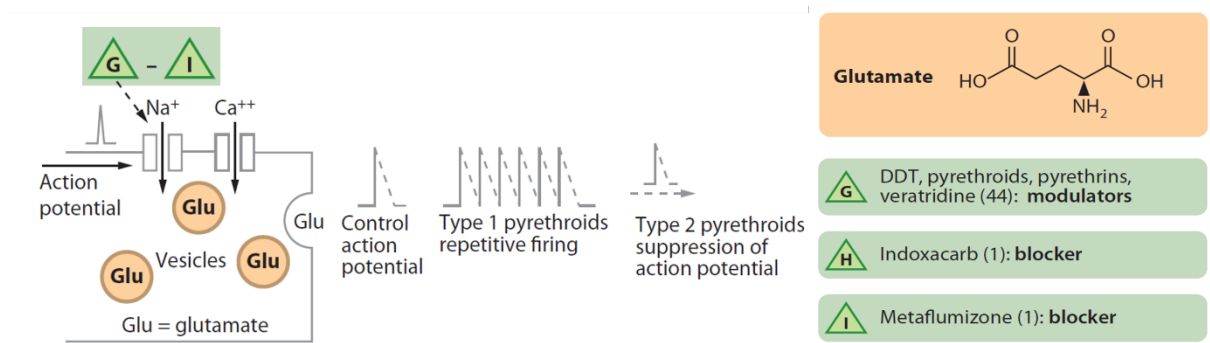 G – I
Na⁺ Ca⁺⁺
Action
potential
Glu
Glu
Glu
Vesicles
Glu
Glu = glutamate
Control
action
potential
Type 1 pyrethroids
repetitive firing
Type 2 pyrethroids
suppression of
action potential
Glutamate
O O
HO OH
NH₂
G
DDT, pyrethroids, pyrethrins,
veratridine (44): modulators
H
Indoxacarb (1): blocker
I
Metaflumizone (1): blocker